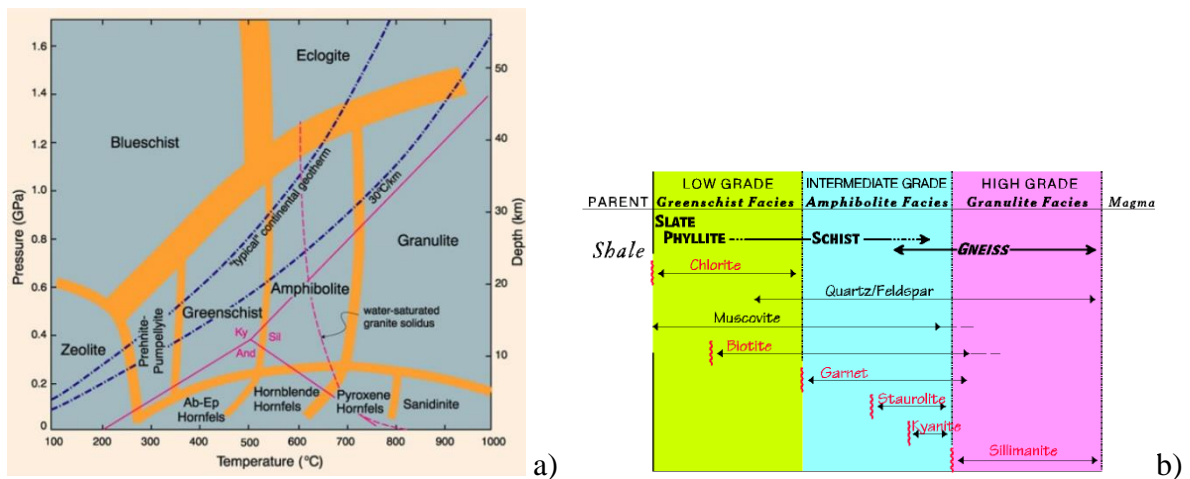 Eclogite
Blueschist
"typical" continental geotherm
30°C/km
Granulite
Amphibolite
Greenschist
water-saturated
granite solidus
Prehnite-
Pumpellyite
Zeolite
Ky
Sil
And
Ab-Ep
Hornfels
Hornblende
Hornfels
Pyroxene
Hornfels
Sanidinite
Pressure (GPa)
1.6
1.4
1.2
1.0
0.8
0.6
0.4
0.2
0
Depth (km)
50
40
30
20
10
100 200 300 400 500 600 700 800 900 1000
Temperature (°C)
a)
LOW GRADE INTERMEDIATE GRADE HIGH GRADE
PARENT Greenschist Facies Amphibolite Facies Granulite Facies Magma
SLATE
PHYLLITE SCHIST
Shale GNEISS
Chlorite
Quartz/Feldspar
Muscovite
Biotite
Garnet
Staurolite
Kyanite
Sillimanite
b)